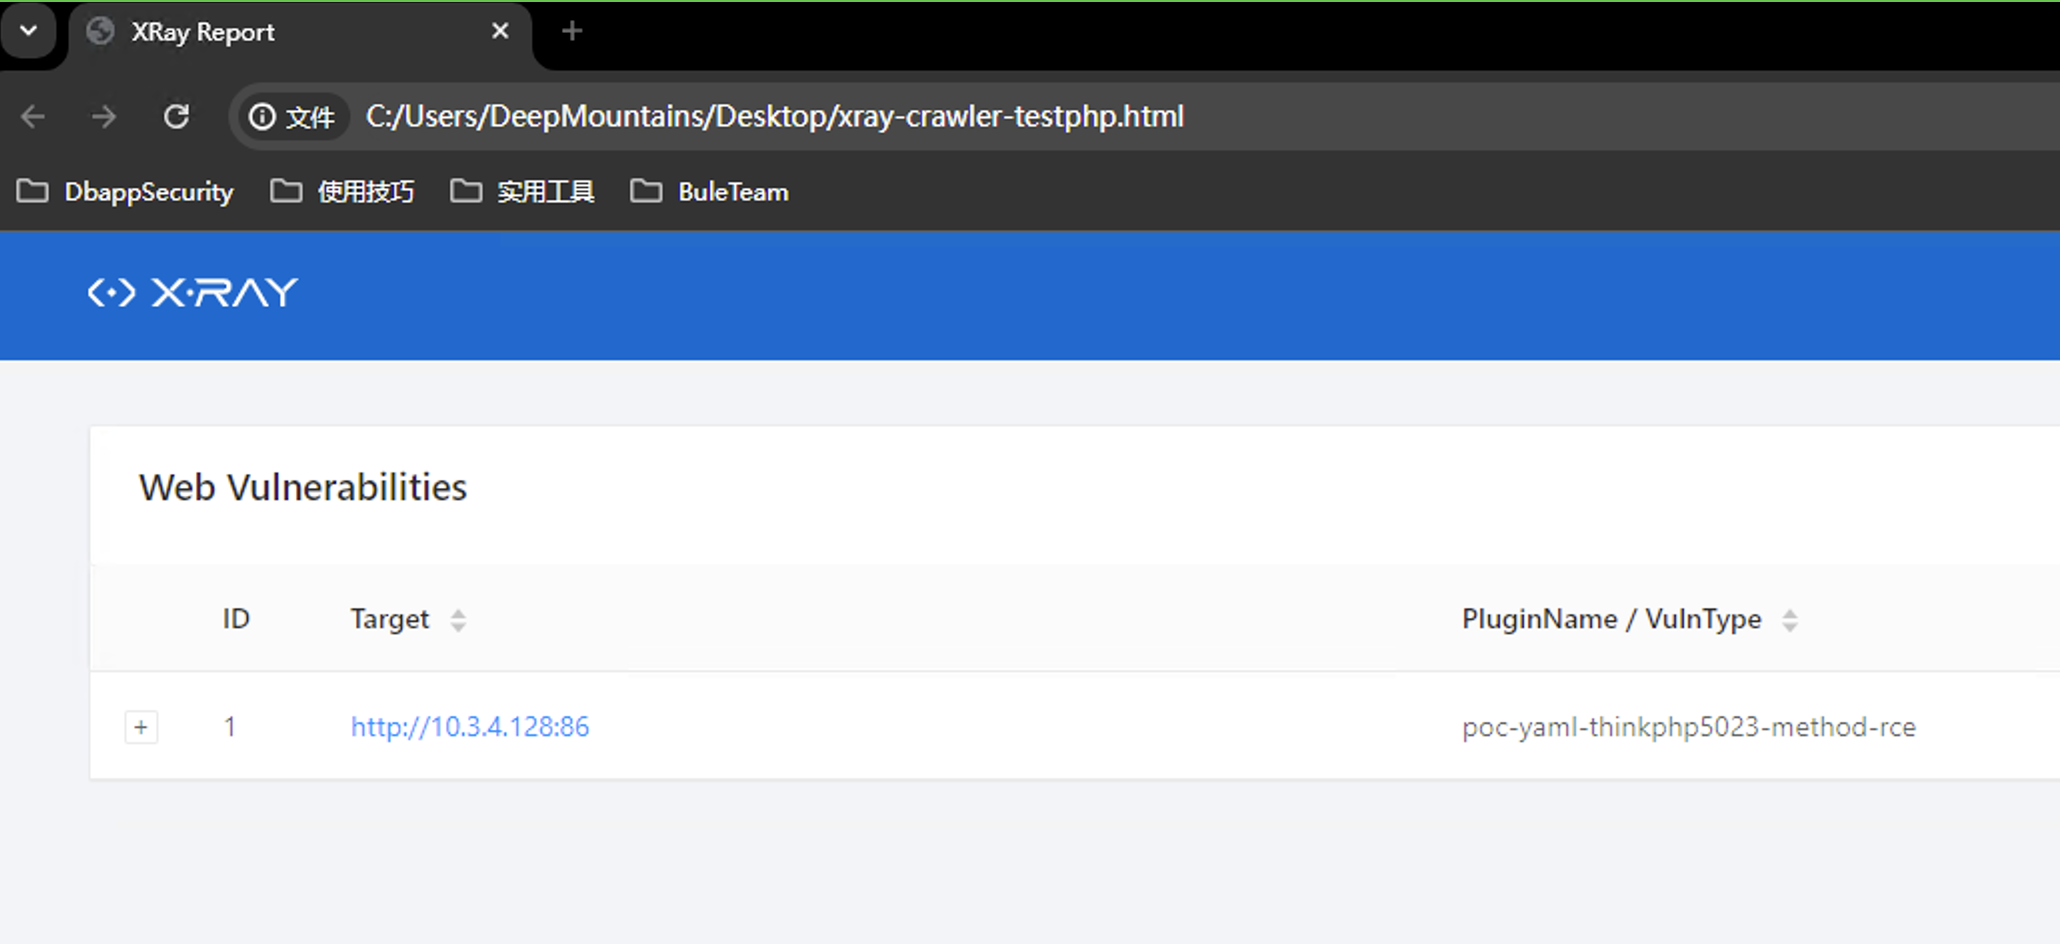 XRay Report
文件 C:/Users/DeepMountains/Desktop/xray-crawler-testphp.html
DbappSecurity 使用技巧 实用工具 BuleTeam
X·RAY
Web Vulnerabilities
ID Target PluginName / VulnType
1 http://10.3.4.128:86 poc-yaml-thinkphp5023-method-rce